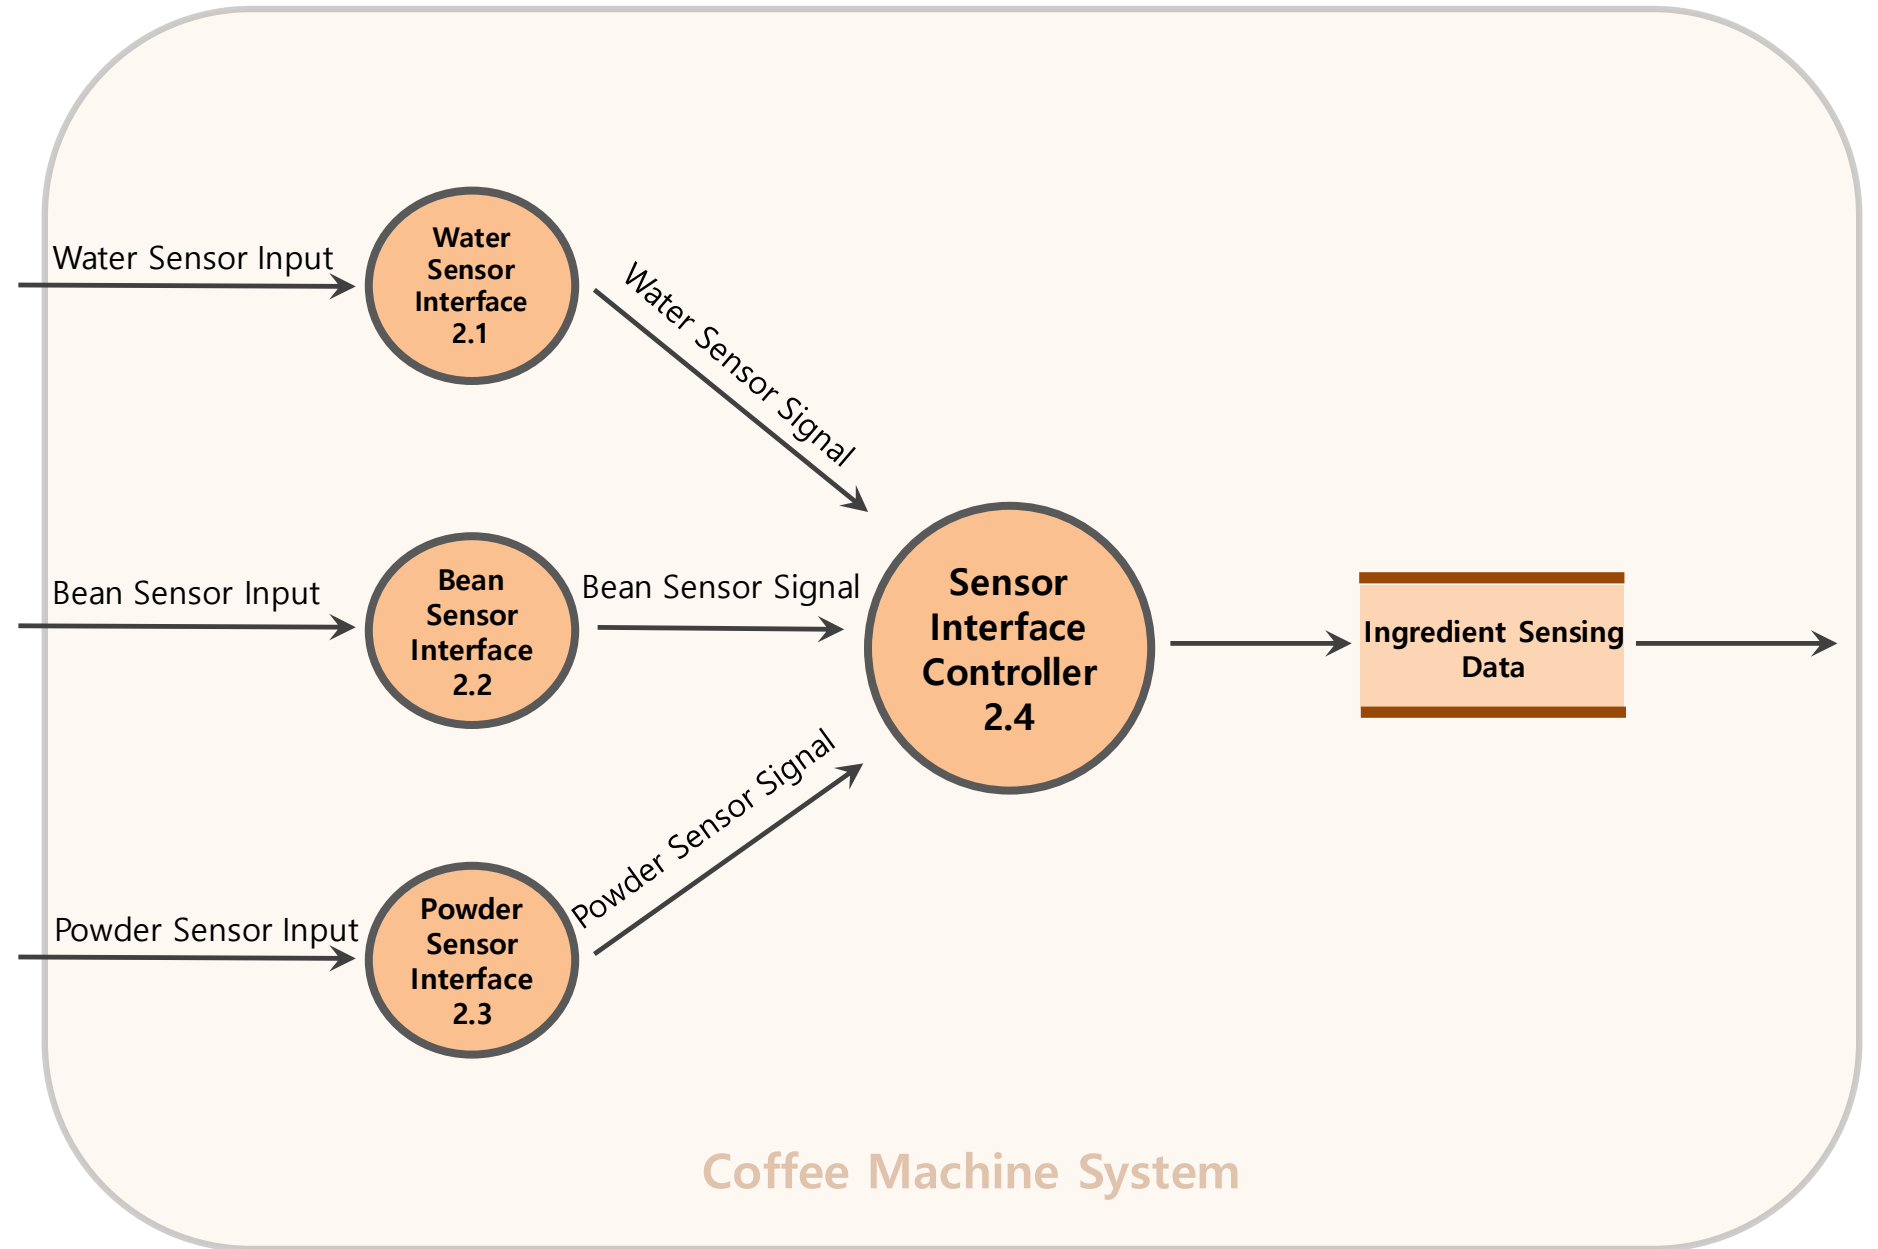 Water Sensor Input
Water
Sensor
Interface
2.1
Water Sensor Signal
Bean Sensor Input
Bean
Sensor
Interface
2.2
Bean Sensor Signal
Sensor
Interface
Controller
2.4
Ingredient Sensing
Data
Powder Sensor Input
Powder
Sensor
Interface
2.3
Powder Sensor Signal
Coffee Machine System